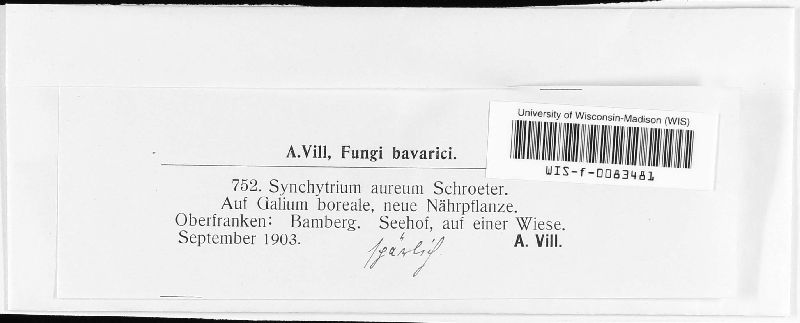 University of Wisconsin-Madison (WIS)
WIS-f-0083481
A.Vill, Fungi bavarici.
752. Synchytrium aureum Schroeter.
Auf Galium boreale, neue Nährpflanze.
Oberfranken: Bamberg. Seehof, auf einer Wiese.
September 1903. A. Vill.
spärlich